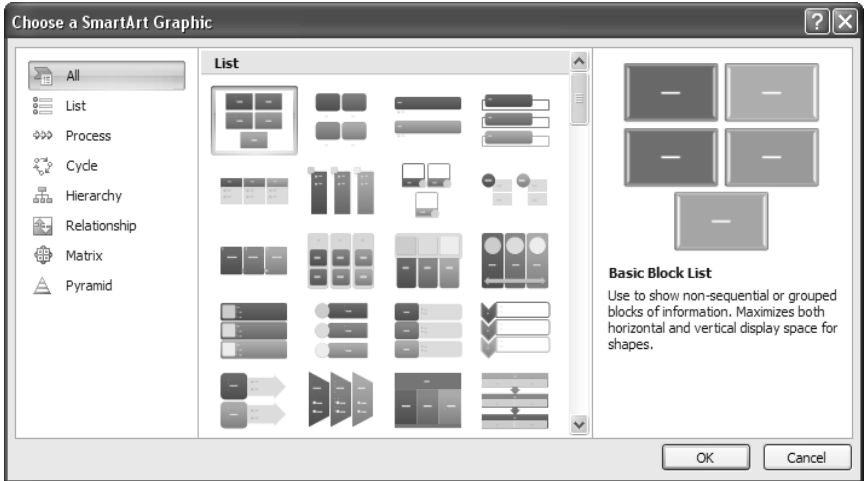 Choose a SmartArt Graphic
All
List
Process
Cycle
Hierarchy
Relationship
Matrix
Pyramid
List
Basic Block List
Use to show non-sequential or grouped
blocks of information. Maximizes both
horizontal and vertical display space for
shapes.
OK
Cancel